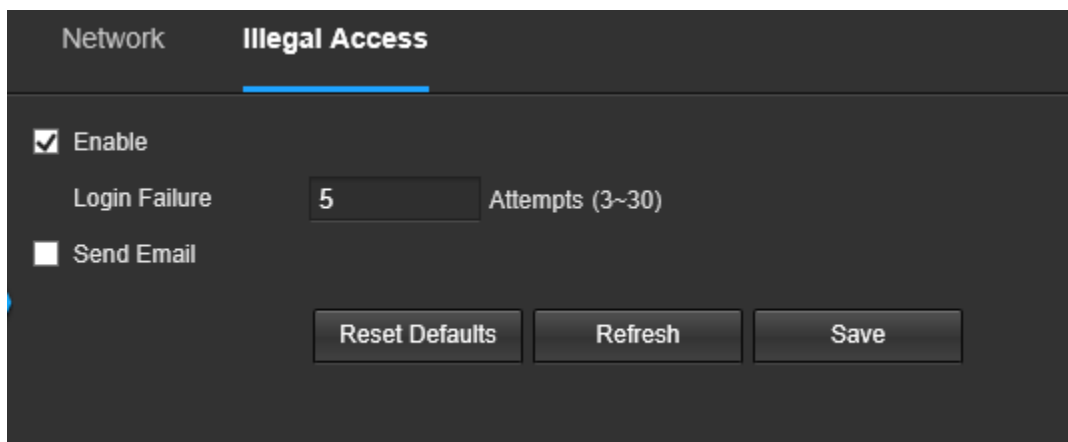 Network Illegal Access
Enable
Login Failure 5 Attempts (3~30)
Send Email
Reset Defaults Refresh Save